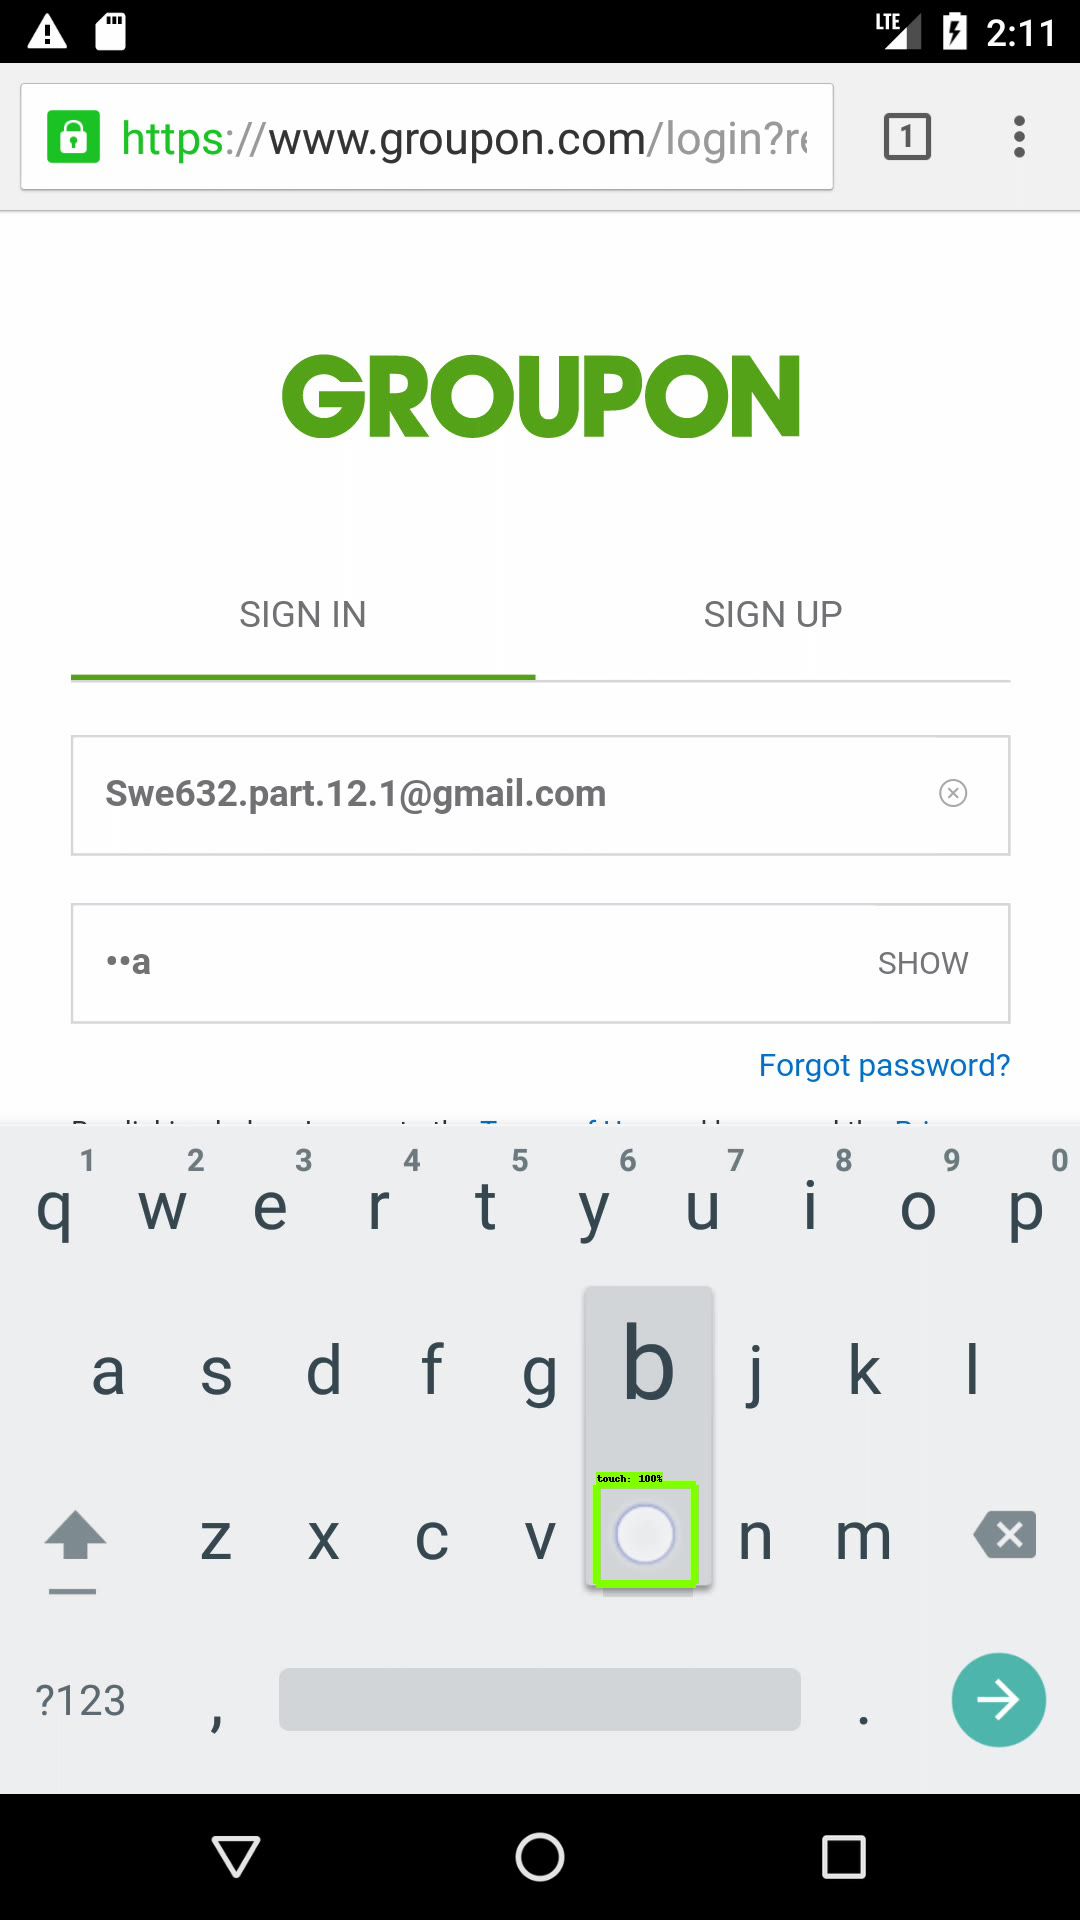 LTE 2:11
https://www.groupon.com/login?re
1
GROUPON
SIGN IN SIGN UP
Swe632.part.12.1@gmail.com
••a SHOW
Forgot password?
1 2 3 4 5 6 7 8 9 0
q w e r t y u i o p
a s d f g b j k l
touch: 100%
z x c v n m
?123 , .